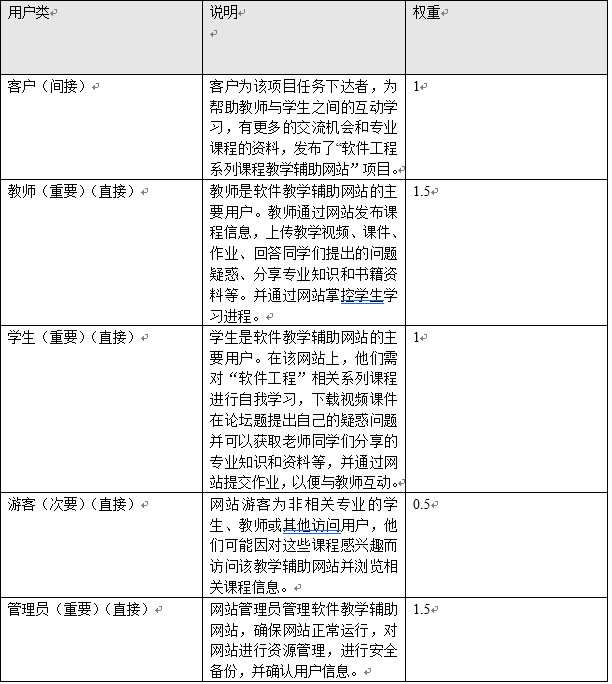 用户类 说明 权重
客户（间接） 客户为该项目任务下达者，为 1
帮助教师与学生之间的互动学
习，有更多的交流机会和专业
课程的资料，发布了“软件工程
系列课程教学辅助网站”项目。
教师（重要）（直接） 教师是软件教学辅助网站的主 1.5
要用户。教师通过网站发布课
程信息，上传教学视频、课件、
作业、回答同学们提出的问题
疑惑、分享专业知识和书籍资
料等。并通过网站掌控学生学
习进程。
学生（重要）（直接） 学生是软件教学辅助网站的主 1
要用户。在该网站上，他们需
对“软件工程”相关系列课程
进行自我学习，下载视频课件
在论坛题提出自己的疑惑问题
并可以获取老师同学们分享的
专业知识和资料等，并通过网
站提交作业，以便与教师互动。
游客（次要）（直接） 网站游客为非相关专业的学 0.5
生、教师或其他访问用户，他
们可能因对这些课程感兴趣而
访问该教学辅助网站并浏览相
关课程信息。
管理员（重要）（直接） 网站管理员管理软件教学辅助 1.5
网站，确保网站正常运行，对
网站进行资源管理，进行安全
备份，并确认用户信息。